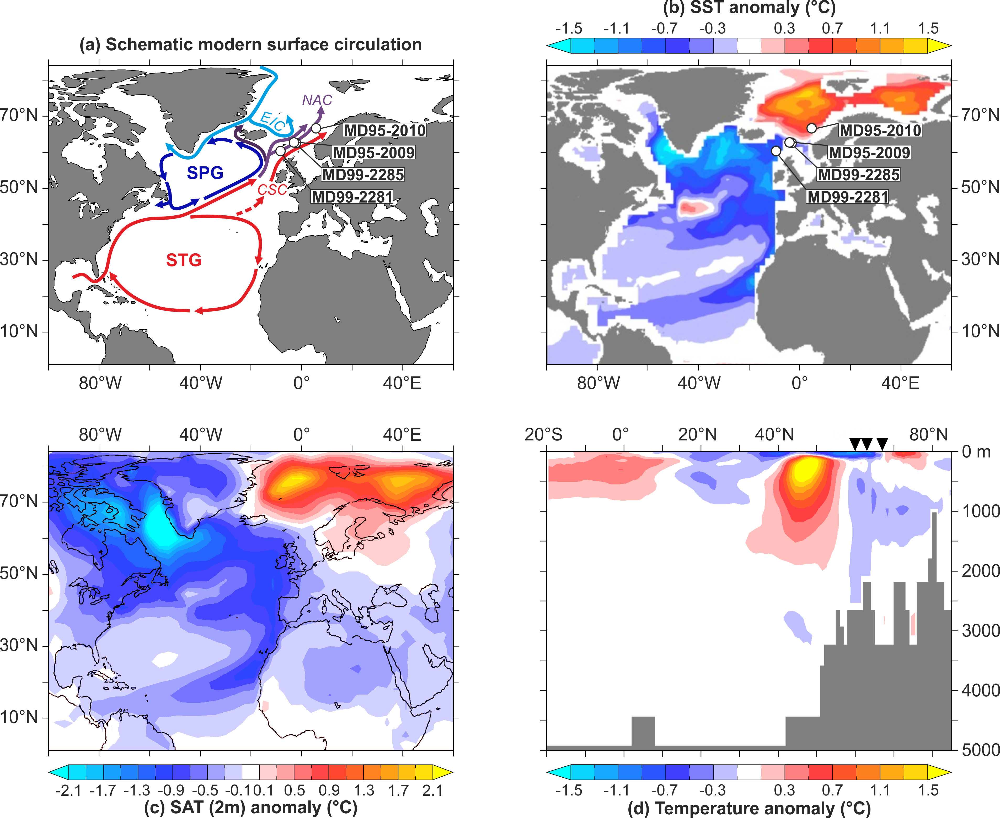 (a) Schematic modern surface circulation
70°N
50°N
30°N
10°N
80°W 40°W 0° 40°E
NAC
EIC
SPG
CSC
STG
MD95-2010
MD95-2009
MD99-2285
MD99-2281
(b) SST anomaly (°C)
-1.5 -1.1 -0.7 -0.3 0.3 0.7 1.1 1.5
MD95-2010
MD95-2009
MD99-2285
MD99-2281
70°N
50°N
30°N
10°N
80°W 40°W 0° 40°E
80°W 40°W 0° 40°E
70°N
50°N
30°N
10°N
-2.1 -1.7 -1.3 -0.9 -0.5 -0.1 0.1 0.5 0.9 1.3 1.7 2.1
(c) SAT (2m) anomaly (°C)
20°S 0° 20°N 40°N 80°N
0 m
1000
2000
3000
4000
5000
-1.5 -1.1 -0.7 -0.3 0.3 0.7 1.1 1.5
(d) Temperature anomaly (°C)